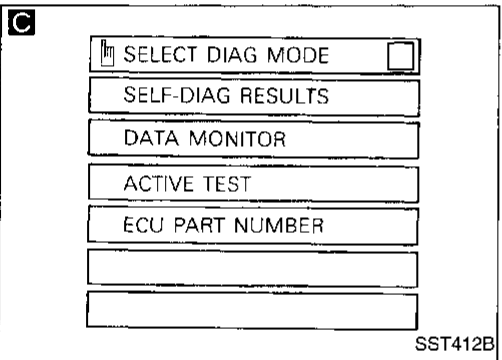 C
SELECT DIAG MODE
SELF-DIAG RESULTS
DATA MONITOR
ACTIVE TEST
ECU PART NUMBER
SST412B